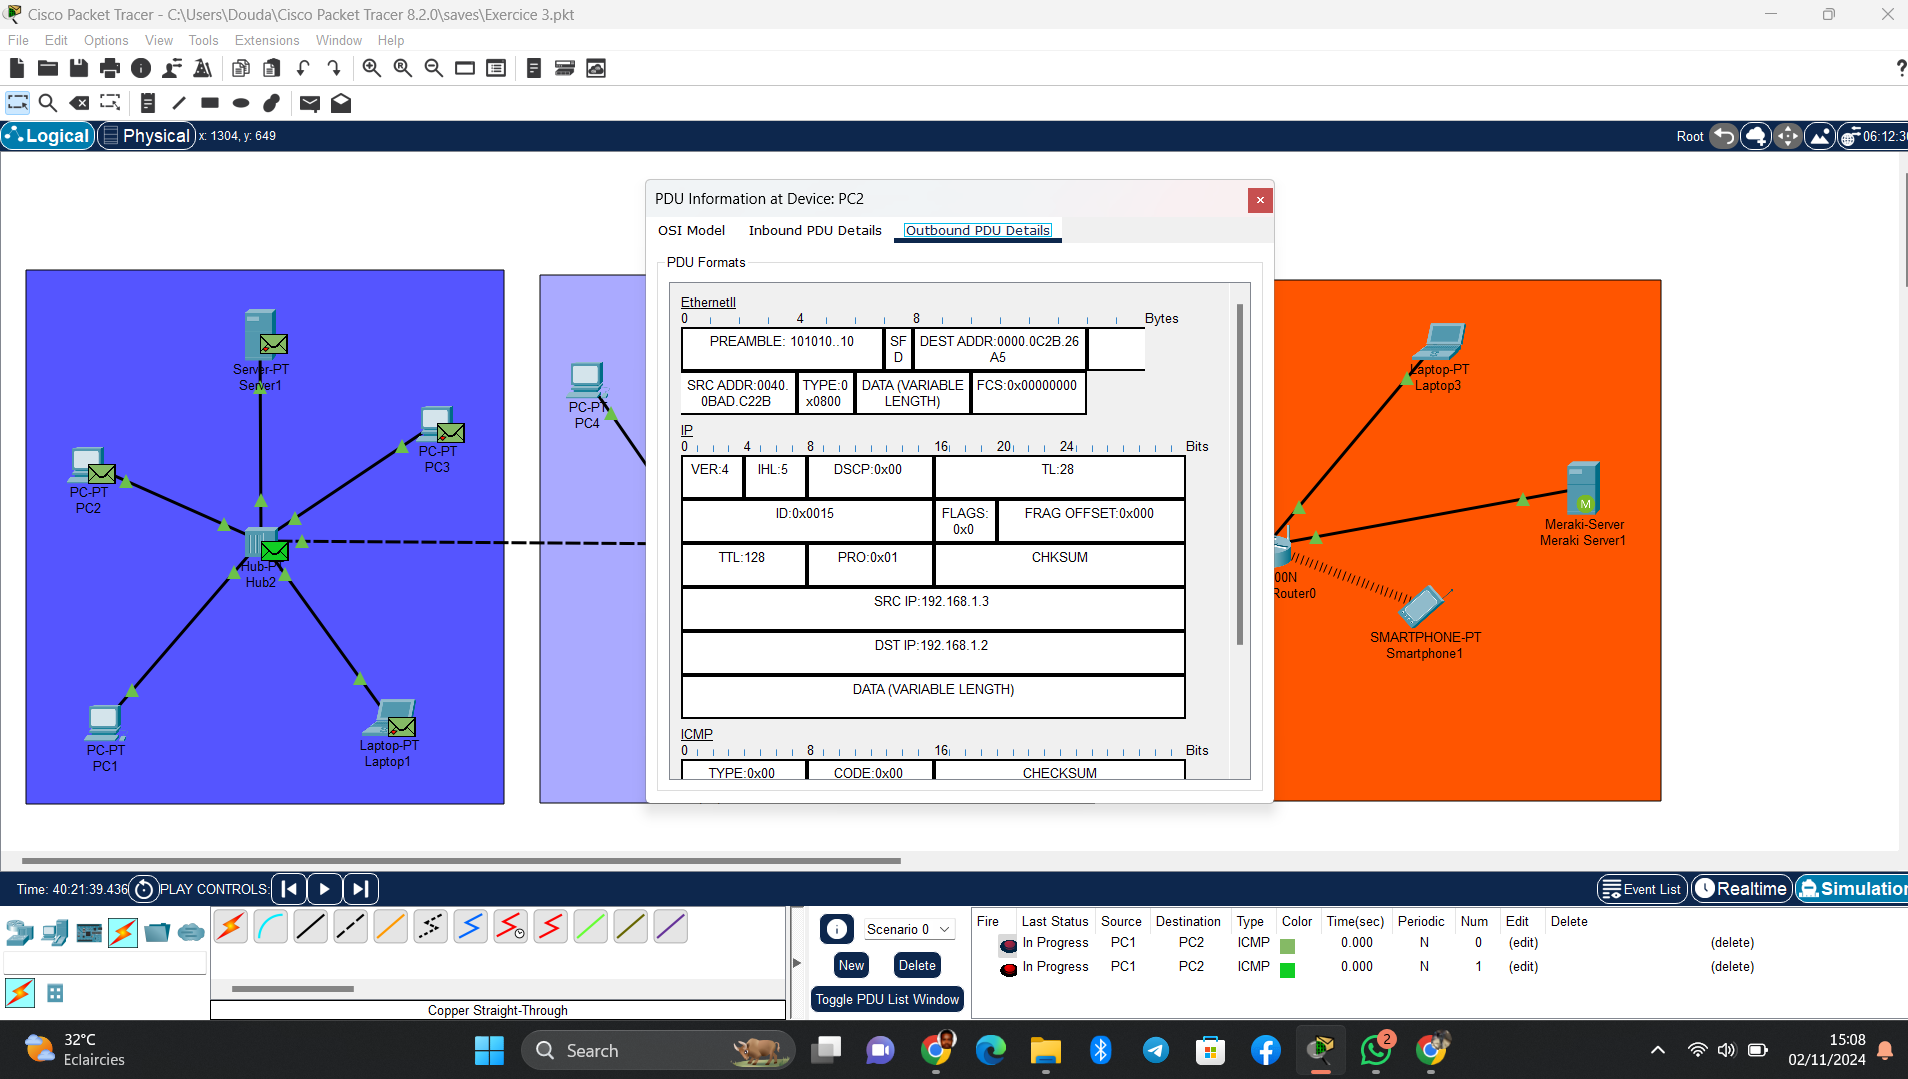 Cisco Packet Tracer - C:\Users\Douda\Cisco Packet Tracer 8.2.0\saves\Exercice 3.pkt
File Edit Options View Tools Extensions Window Help
?
Logical Physical x: 1304, y: 649 Root 06:12:30
PDU Information at Device: PC2
OSI Model Inbound PDU Details Outbound PDU Details
PDU Formats
EthernetII
0 4 8 Bytes
PREAMBLE: 101010..10 SFD DEST ADDR:0000.0C2B.26A5
SRC ADDR:0040.0BAD.C22B TYPE:0x0800 DATA (VARIABLE LENGTH) FCS:0x00000000
IP
0 4 8 16 20 24 Bits
VER:4 IHL:5 DSCP:0x00 TL:28
ID:0x0015 FLAGS:0x0 FRAG OFFSET:0x000
TTL:128 PRO:0x01 CHKSUM
SRC IP:192.168.1.3
DST IP:192.168.1.2
DATA (VARIABLE LENGTH)
ICMP
0 8 16 Bits
TYPE:0x00 CODE:0x00 CHECKSUM
Server-PT
Server1
PC-PT
PC3
PC-PT
PC2
Hub-P
Hub2
PC-PT
PC1
Laptop-PT
Laptop1
PC-PT
PC4
Laptop-PT
Laptop3
M
Meraki-Server
Meraki Server1
00N
Router0
SMARTPHONE-PT
Smartphone1
Time: 40:21:39.436 PLAY CONTROLS: Event List Realtime Simulation
Copper Straight-Through
Scenario 0
New Delete
Toggle PDU List Window
Fire Last Status Source Destination Type Color Time(sec) Periodic Num Edit Delete
In Progress PC1 PC2 ICMP 0.000 N 0 (edit) (delete)
In Progress PC1 PC2 ICMP 0.000 N 1 (edit) (delete)
32°C
Eclaircies
Search
2
15:08
02/11/2024